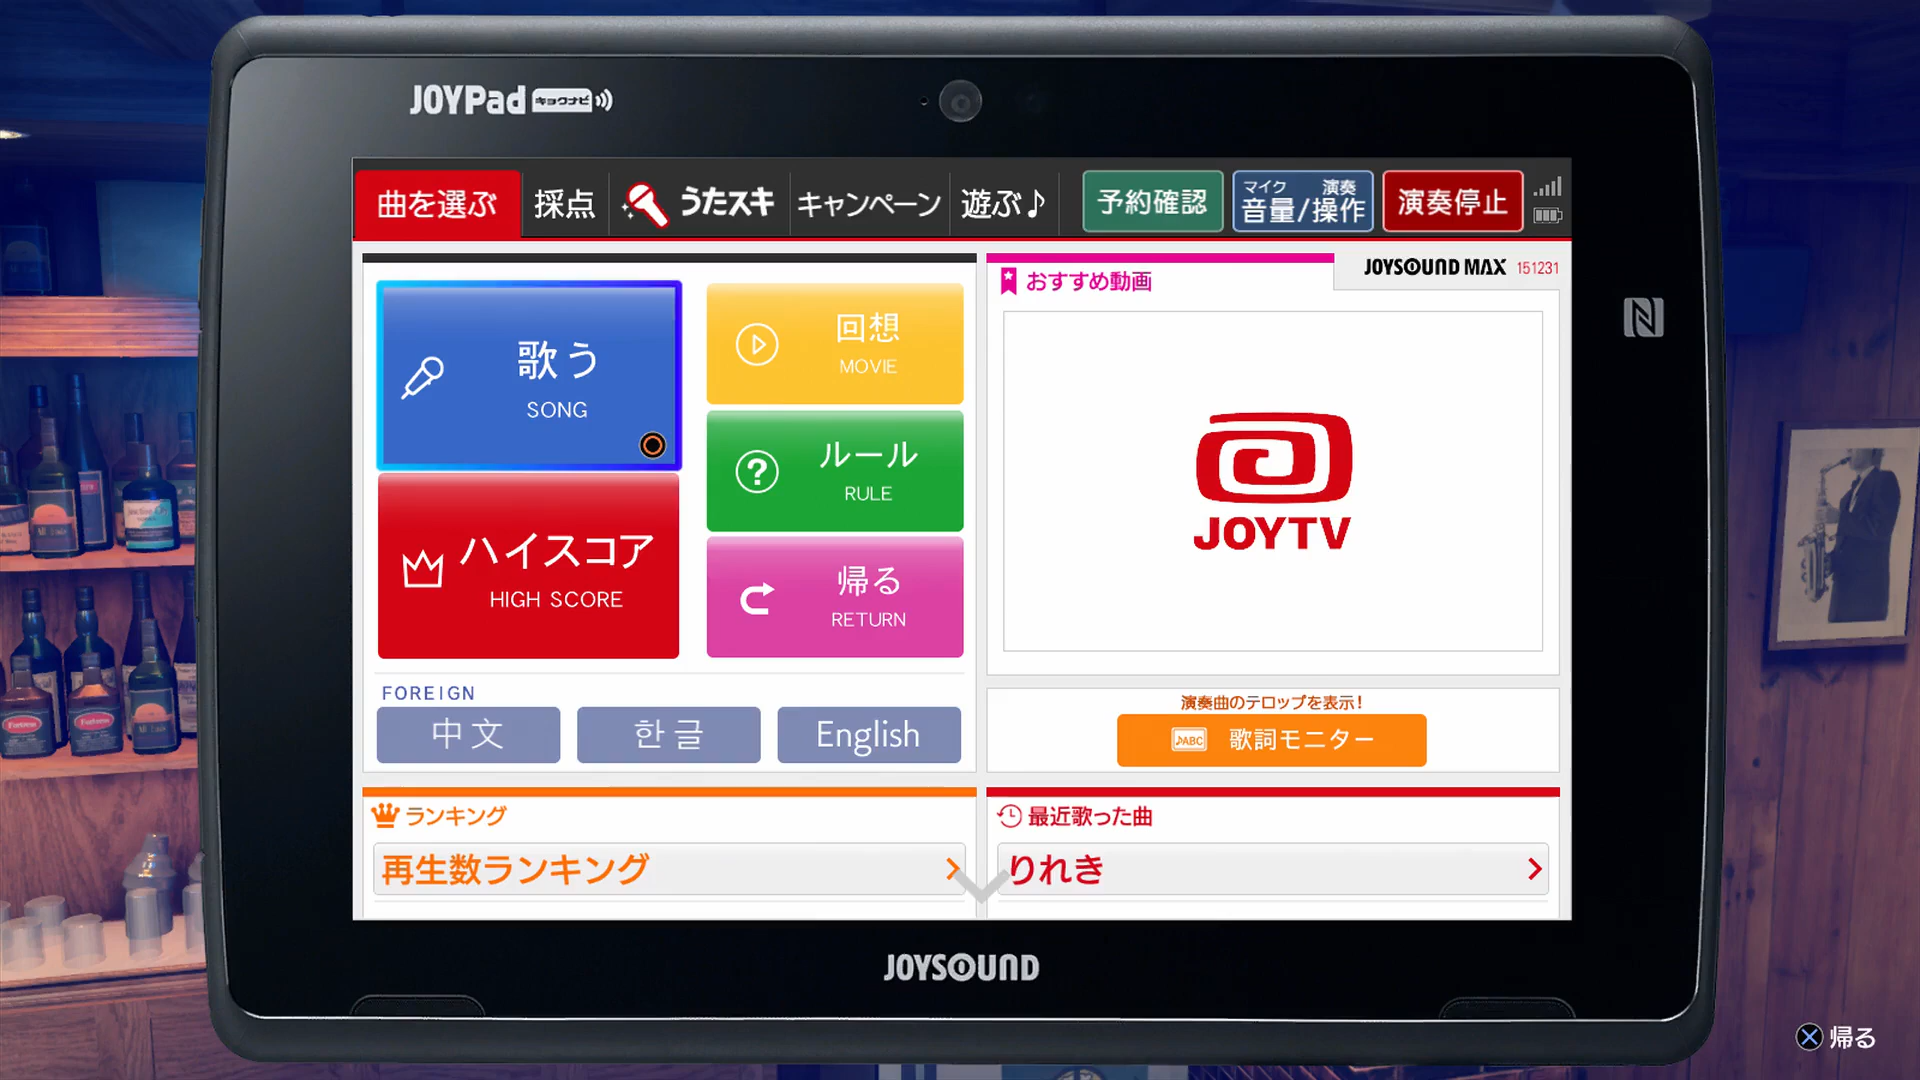 JOYPad キョクナビ
曲を選ぶ
採点
うたスキ
キャンペーン
遊ぶ♪
予約確認
マイク 演奏
音量/操作
演奏停止
歌う
SONG
ハイスコア
HIGH SCORE
回想
MOVIE
ルール
RULE
帰る
RETURN
FOREIGN
中文
한글
English
おすすめ動画
JOYSOUND MAX 151231
JOYTV
演奏曲のテロップを表示!
♪ABC 歌詞モニター
ランキング
再生数ランキング
最近歌った曲
りれき
JOYSOUND
帰る